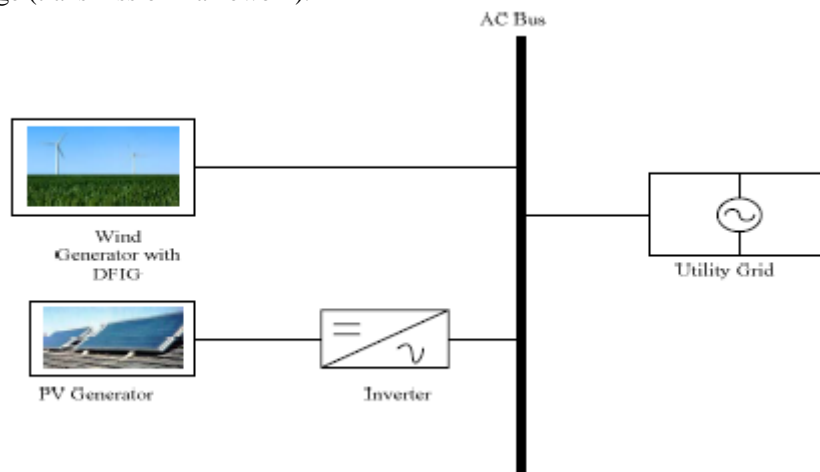 AC Bus
Wind
Generator with
DFIG
Utility Grid
PV Generator
Inverter